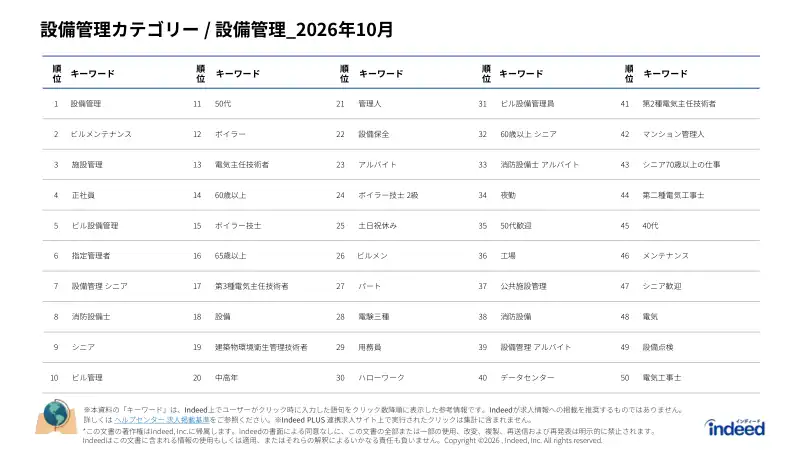 設備管理カテゴリー / 設備管理_2026年10月
順位 キーワード 順位 キーワード 順位 キーワード 順位 キーワード 順位 キーワード
1 設備管理 11 50代 21 管理人 31 ビル設備管理員 41 第2種電気主任技術者
2 ビルメンテナンス 12 ボイラー 22 設備保全 32 60歳以上 シニア 42 マンション管理人
3 施設管理 13 電気主任技術者 23 アルバイト 33 消防設備士 アルバイト 43 シニア70歳以上の仕事
4 正社員 14 60歳以上 24 ボイラー技士 2級 34 夜勤 44 第二種電気工事士
5 ビル設備管理 15 ボイラー技士 25 土日祝休み 35 50代歓迎 45 40代
6 指定管理者 16 65歳以上 26 ビルメン 36 工場 46 メンテナンス
7 設備管理 シニア 17 第3種電気主任技術者 27 パート 37 公共施設管理 47 シニア歓迎
8 消防設備士 18 設備 28 電験三種 38 消防設備 48 電気
9 シニア 19 建築物環境衛生管理技術者 29 用務員 39 設備管理 アルバイト 49 設備点検
10 ビル管理 20 中高年 30 ハローワーク 40 データセンター 50 電気工事士
※本資料の「キーワード」は、Indeed上でユーザーがクリック時に入力した語句をクリック数降順に表示した参考情報です。Indeedが求人情報への掲載を推奨するものではありません。
詳しくは ヘルプセンター 求人掲載基準をご参照ください。※Indeed PLUS 連携求人サイト上で実行されたクリックは集計に含まれません。
*この文書の著作権はIndeed, Inc.に帰属します。Indeedの書面による同意なしに、この文書の全部または一部の使用、改変、複製、再送信および再発表は明示的に禁止されます。
Indeedはこの文書に含まれる情報の使用もしくは適用、またはそれらの解釈によるいかなる責任も負いません。Copyright ©2026 , Indeed, Inc. All rights reserved.
インディード
indeed